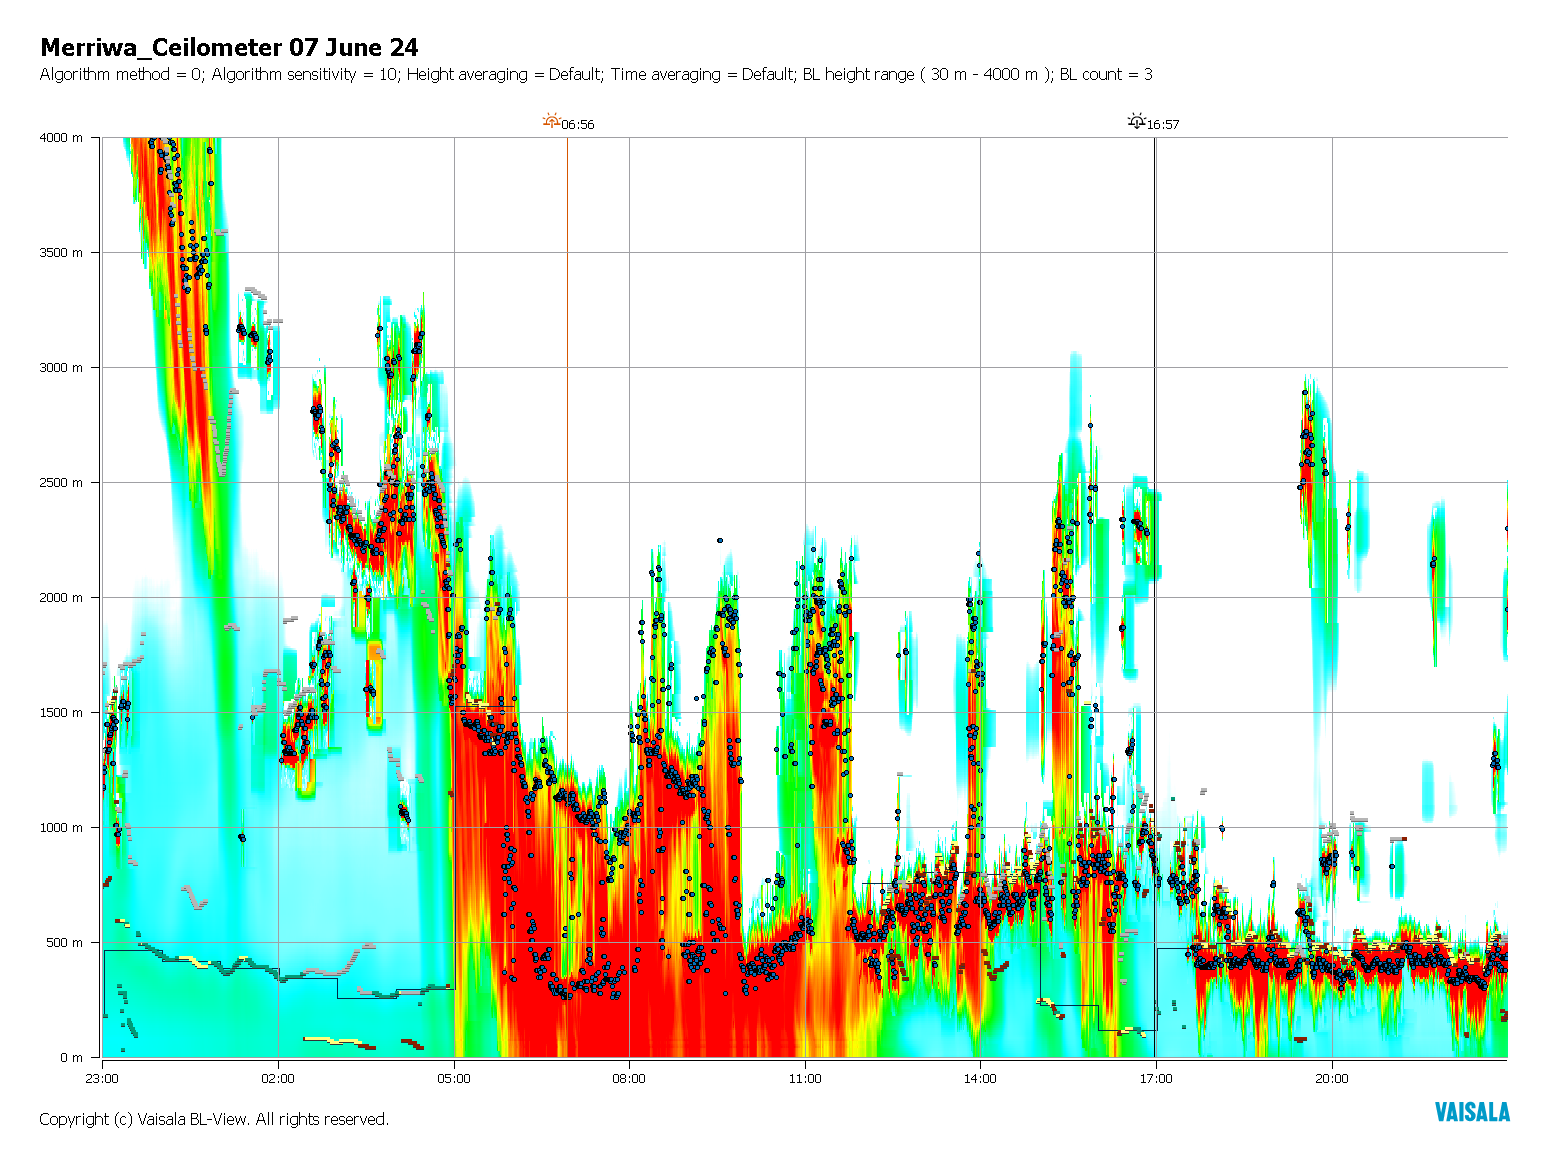 Merriwa_Ceilometer 07 June 24
Algorithm method = 0; Algorithm sensitivity = 10; Height averaging = Default; Time averaging = Default; BL height range ( 30 m - 4000 m ); BL count = 3
06:56
16:57
4000 m
3500 m
3000 m
2500 m
2000 m
1500 m
1000 m
500 m
0 m
23:00
02:00
05:00
08:00
11:00
14:00
17:00
20:00
Copyright (c) Vaisala BL-View. All rights reserved.
VAISALA